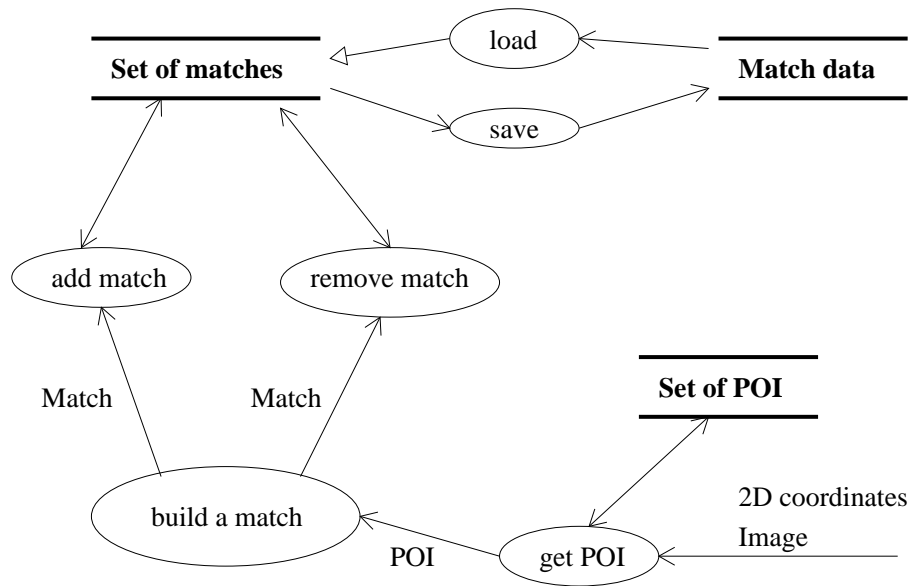 load
Set of matches
Match data
save
add match
remove match
Match
Match
Set of POI
2D coordinates
Image
build a match
POI
get POI